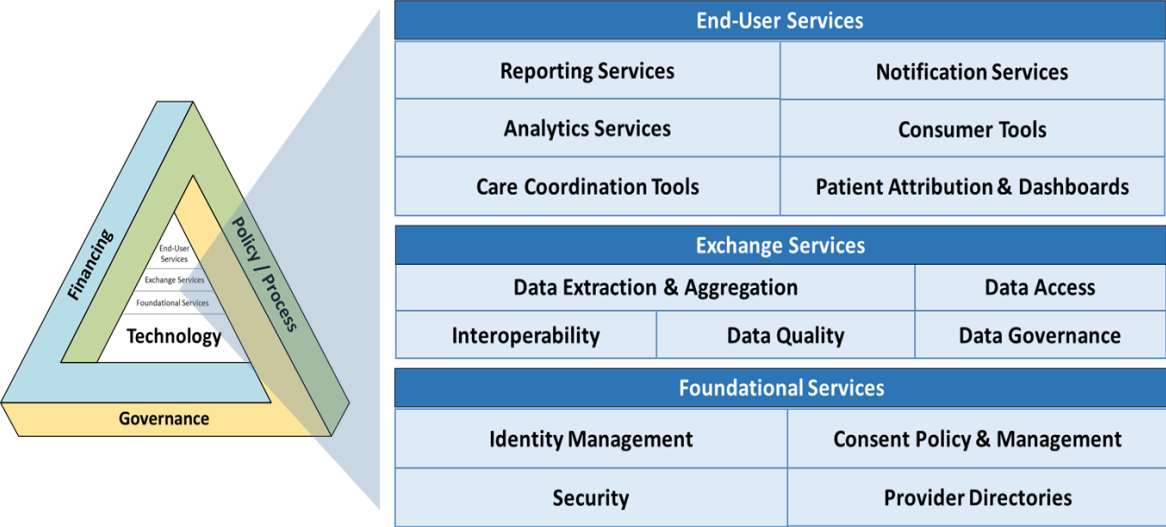 Financing
Policy / Process
End-User
Services
Exchange Services
Foundational Services
Technology
Governance
End-User Services
Reporting Services
Notification Services
Analytics Services
Consumer Tools
Care Coordination Tools
Patient Attribution & Dashboards
Exchange Services
Data Extraction & Aggregation
Data Access
Interoperability
Data Quality
Data Governance
Foundational Services
Identity Management
Consent Policy & Management
Security
Provider Directories